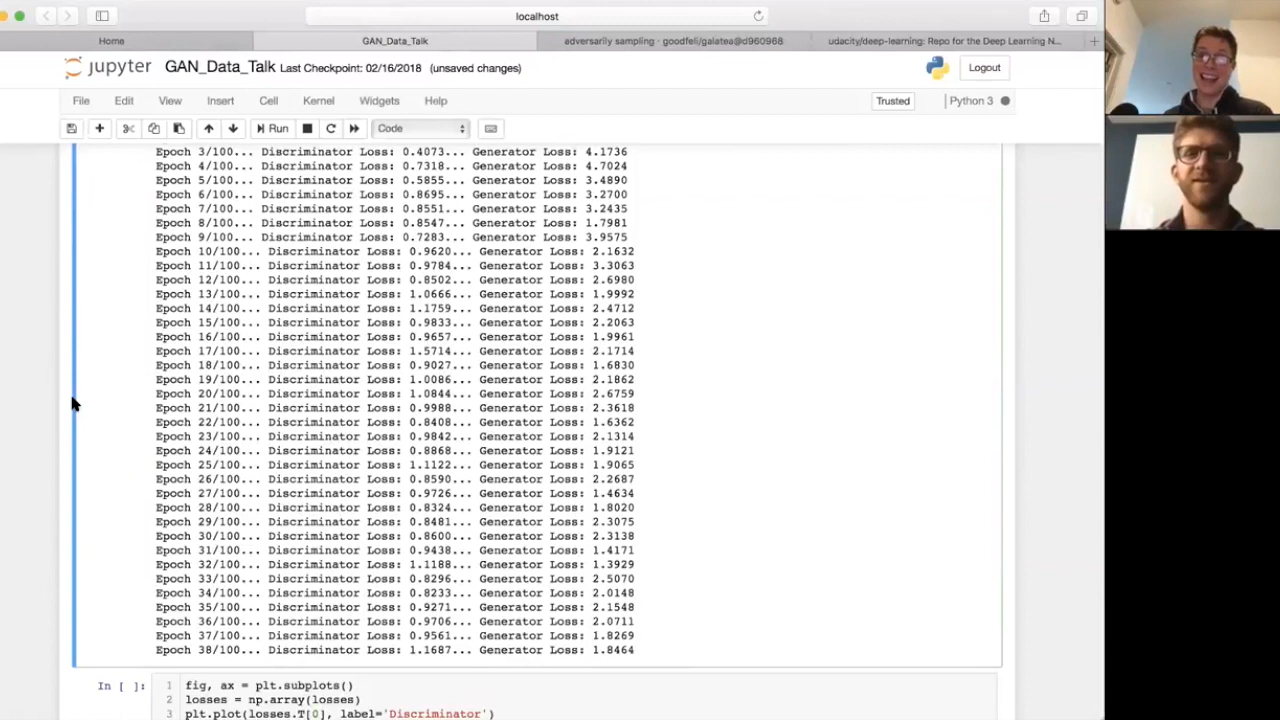 localhost
Home
GAN_Data_Talk
adversarily sampling · goodfeli/galatea@d960968
udacity/deep-learning: Repo for the Deep Learning N...
jupyter GAN_Data_Talk Last Checkpoint: 02/16/2018 (unsaved changes)
Logout
File Edit View Insert Cell Kernel Widgets Help
Trusted
Python 3
Run
Code
Epoch 3/100... Discriminator Loss: 0.4073... Generator Loss: 4.1736
Epoch 4/100... Discriminator Loss: 0.7318... Generator Loss: 4.7024
Epoch 5/100... Discriminator Loss: 0.5855... Generator Loss: 3.4890
Epoch 6/100... Discriminator Loss: 0.8695... Generator Loss: 3.2700
Epoch 7/100... Discriminator Loss: 0.8551... Generator Loss: 3.2435
Epoch 8/100... Discriminator Loss: 0.8547... Generator Loss: 1.7981
Epoch 9/100... Discriminator Loss: 0.7283... Generator Loss: 3.9575
Epoch 10/100... Discriminator Loss: 0.9620... Generator Loss: 2.1632
Epoch 11/100... Discriminator Loss: 0.9784... Generator Loss: 3.3063
Epoch 12/100... Discriminator Loss: 0.8502... Generator Loss: 2.6980
Epoch 13/100... Discriminator Loss: 1.0666... Generator Loss: 1.9992
Epoch 14/100... Discriminator Loss: 1.1759... Generator Loss: 2.4712
Epoch 15/100... Discriminator Loss: 0.9833... Generator Loss: 2.2063
Epoch 16/100... Discriminator Loss: 0.9657... Generator Loss: 1.9961
Epoch 17/100... Discriminator Loss: 1.5714... Generator Loss: 2.1714
Epoch 18/100... Discriminator Loss: 0.9027... Generator Loss: 1.6830
Epoch 19/100... Discriminator Loss: 1.0086... Generator Loss: 2.1862
Epoch 20/100... Discriminator Loss: 1.0844... Generator Loss: 2.6759
Epoch 21/100... Discriminator Loss: 0.9988... Generator Loss: 2.3618
Epoch 22/100... Discriminator Loss: 0.8408... Generator Loss: 1.6362
Epoch 23/100... Discriminator Loss: 0.9842... Generator Loss: 2.1314
Epoch 24/100... Discriminator Loss: 0.8868... Generator Loss: 1.9121
Epoch 25/100... Discriminator Loss: 1.1122... Generator Loss: 1.9065
Epoch 26/100... Discriminator Loss: 0.8590... Generator Loss: 2.2687
Epoch 27/100... Discriminator Loss: 0.9726... Generator Loss: 1.4634
Epoch 28/100... Discriminator Loss: 0.8324... Generator Loss: 1.8020
Epoch 29/100... Discriminator Loss: 0.8481... Generator Loss: 2.3075
Epoch 30/100... Discriminator Loss: 0.8600... Generator Loss: 2.3138
Epoch 31/100... Discriminator Loss: 0.9438... Generator Loss: 1.4171
Epoch 32/100... Discriminator Loss: 1.1188... Generator Loss: 1.3929
Epoch 33/100... Discriminator Loss: 0.8296... Generator Loss: 2.5070
Epoch 34/100... Discriminator Loss: 0.8233... Generator Loss: 2.0148
Epoch 35/100... Discriminator Loss: 0.9271... Generator Loss: 2.1548
Epoch 36/100... Discriminator Loss: 0.9706... Generator Loss: 2.0711
Epoch 37/100... Discriminator Loss: 0.9561... Generator Loss: 1.8269
Epoch 38/100... Discriminator Loss: 1.1687... Generator Loss: 1.8464
In [ ]: 1 fig, ax = plt.subplots()
2 losses = np.array(losses)
3 plt.plot(losses.T[0], label='Discriminator')